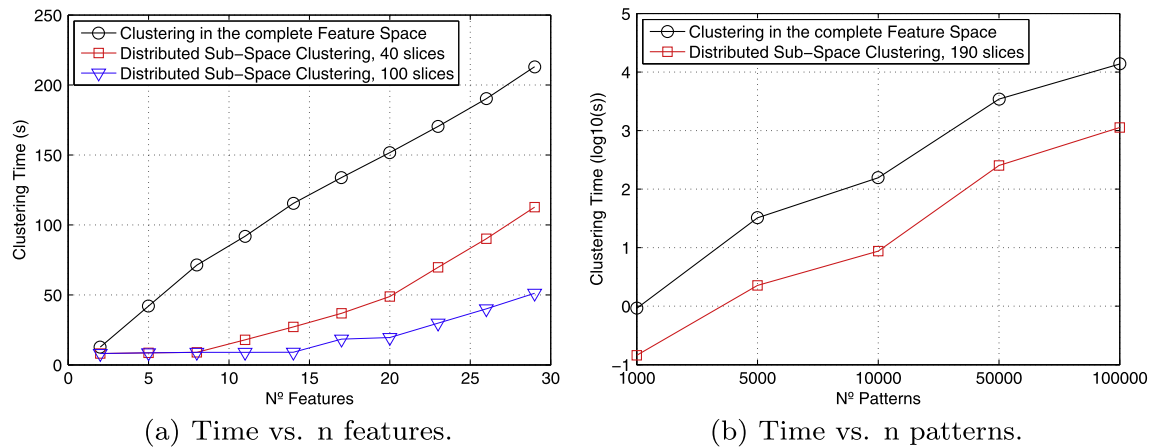 250
200
150
100
50
0
Clustering Time (s)
Clustering in the complete Feature Space
Distributed Sub-Space Clustering, 40 slices
Distributed Sub-Space Clustering, 100 slices
0 5 10 15 20 25 30
Nº Features
(a) Time vs. n features.
5
4
3
2
1
0
−1
Clustering Time (log10(s))
Clustering in the complete Feature Space
Distributed Sub-Space Clustering, 190 slices
1000 5000 10000 50000 100000
Nº Patterns
(b) Time vs. n patterns.